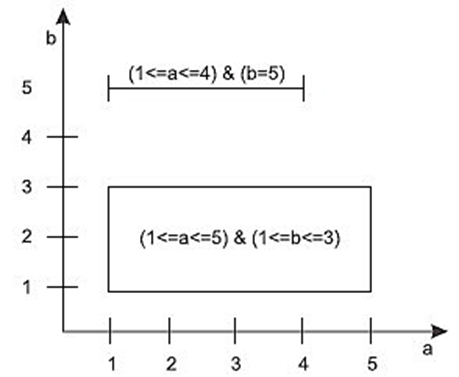 b
(1<=a<=4) & (b=5)
5
4
3
2
(1<=a<=5) & (1<=b<=3)
1
a
1 2 3 4 5